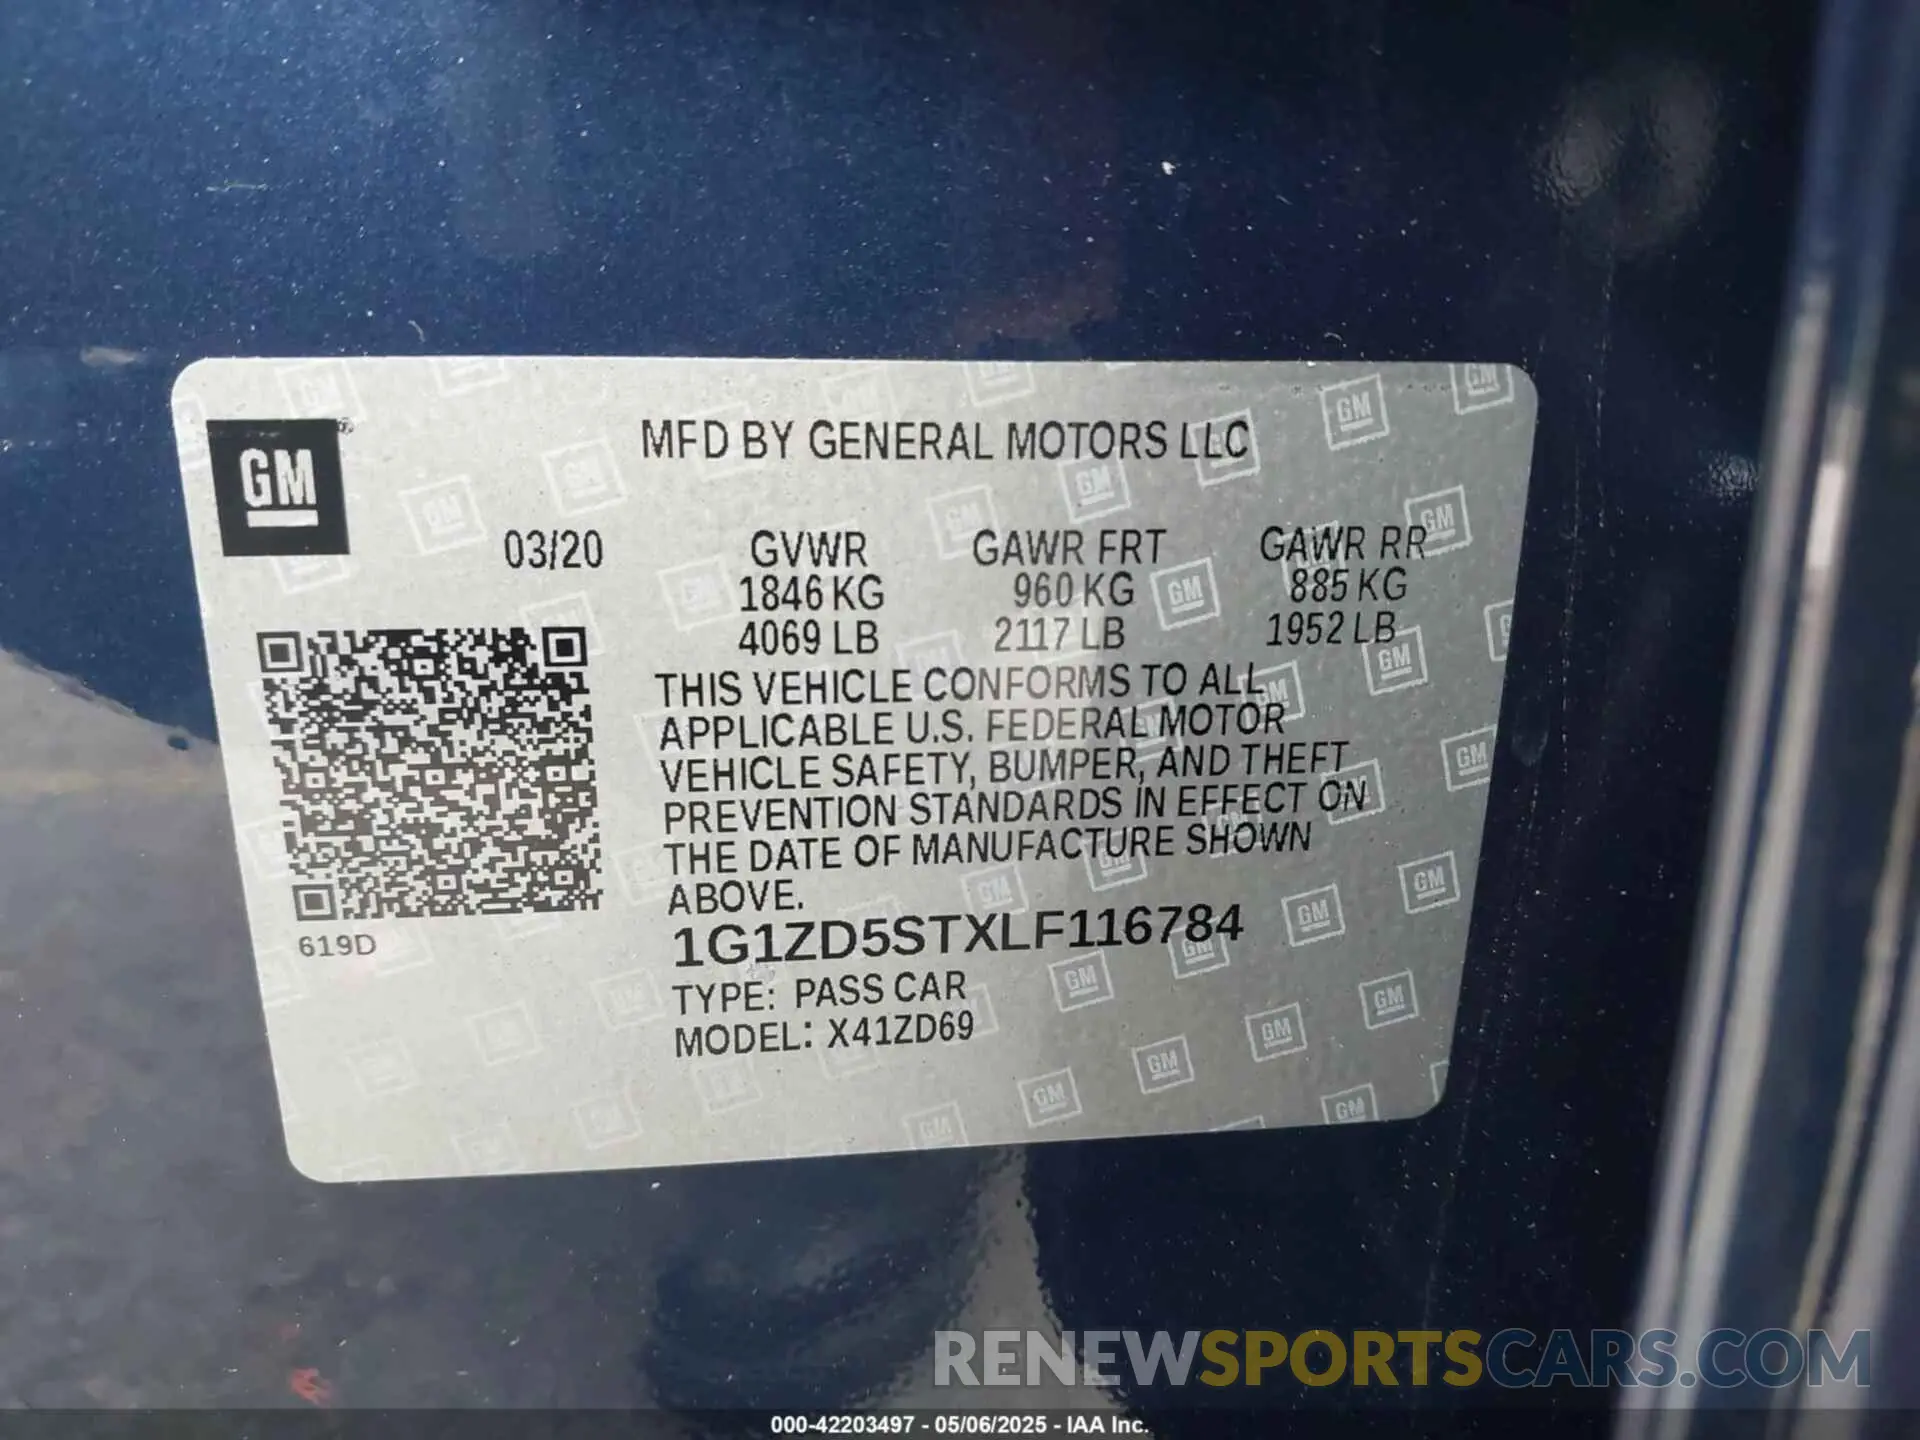 GM
MFD BY GENERAL MOTORS LLC
03/20 GVWR GAWR FRT GAWR RR
1846 KG 960 KG 885 KG
4069 LB 2117 LB 1952 LB
THIS VEHICLE CONFORMS TO ALL
APPLICABLE U.S. FEDERAL MOTOR
VEHICLE SAFETY, BUMPER, AND THEFT
PREVENTION STANDARDS IN EFFECT ON
THE DATE OF MANUFACTURE SHOWN
ABOVE.
619D
1G1ZD5STXLF116784
TYPE: PASS CAR
MODEL: X41ZD69
RENEWSPORTSCARS.COM
000-42203497 - 05/06/2025 - IAA Inc.